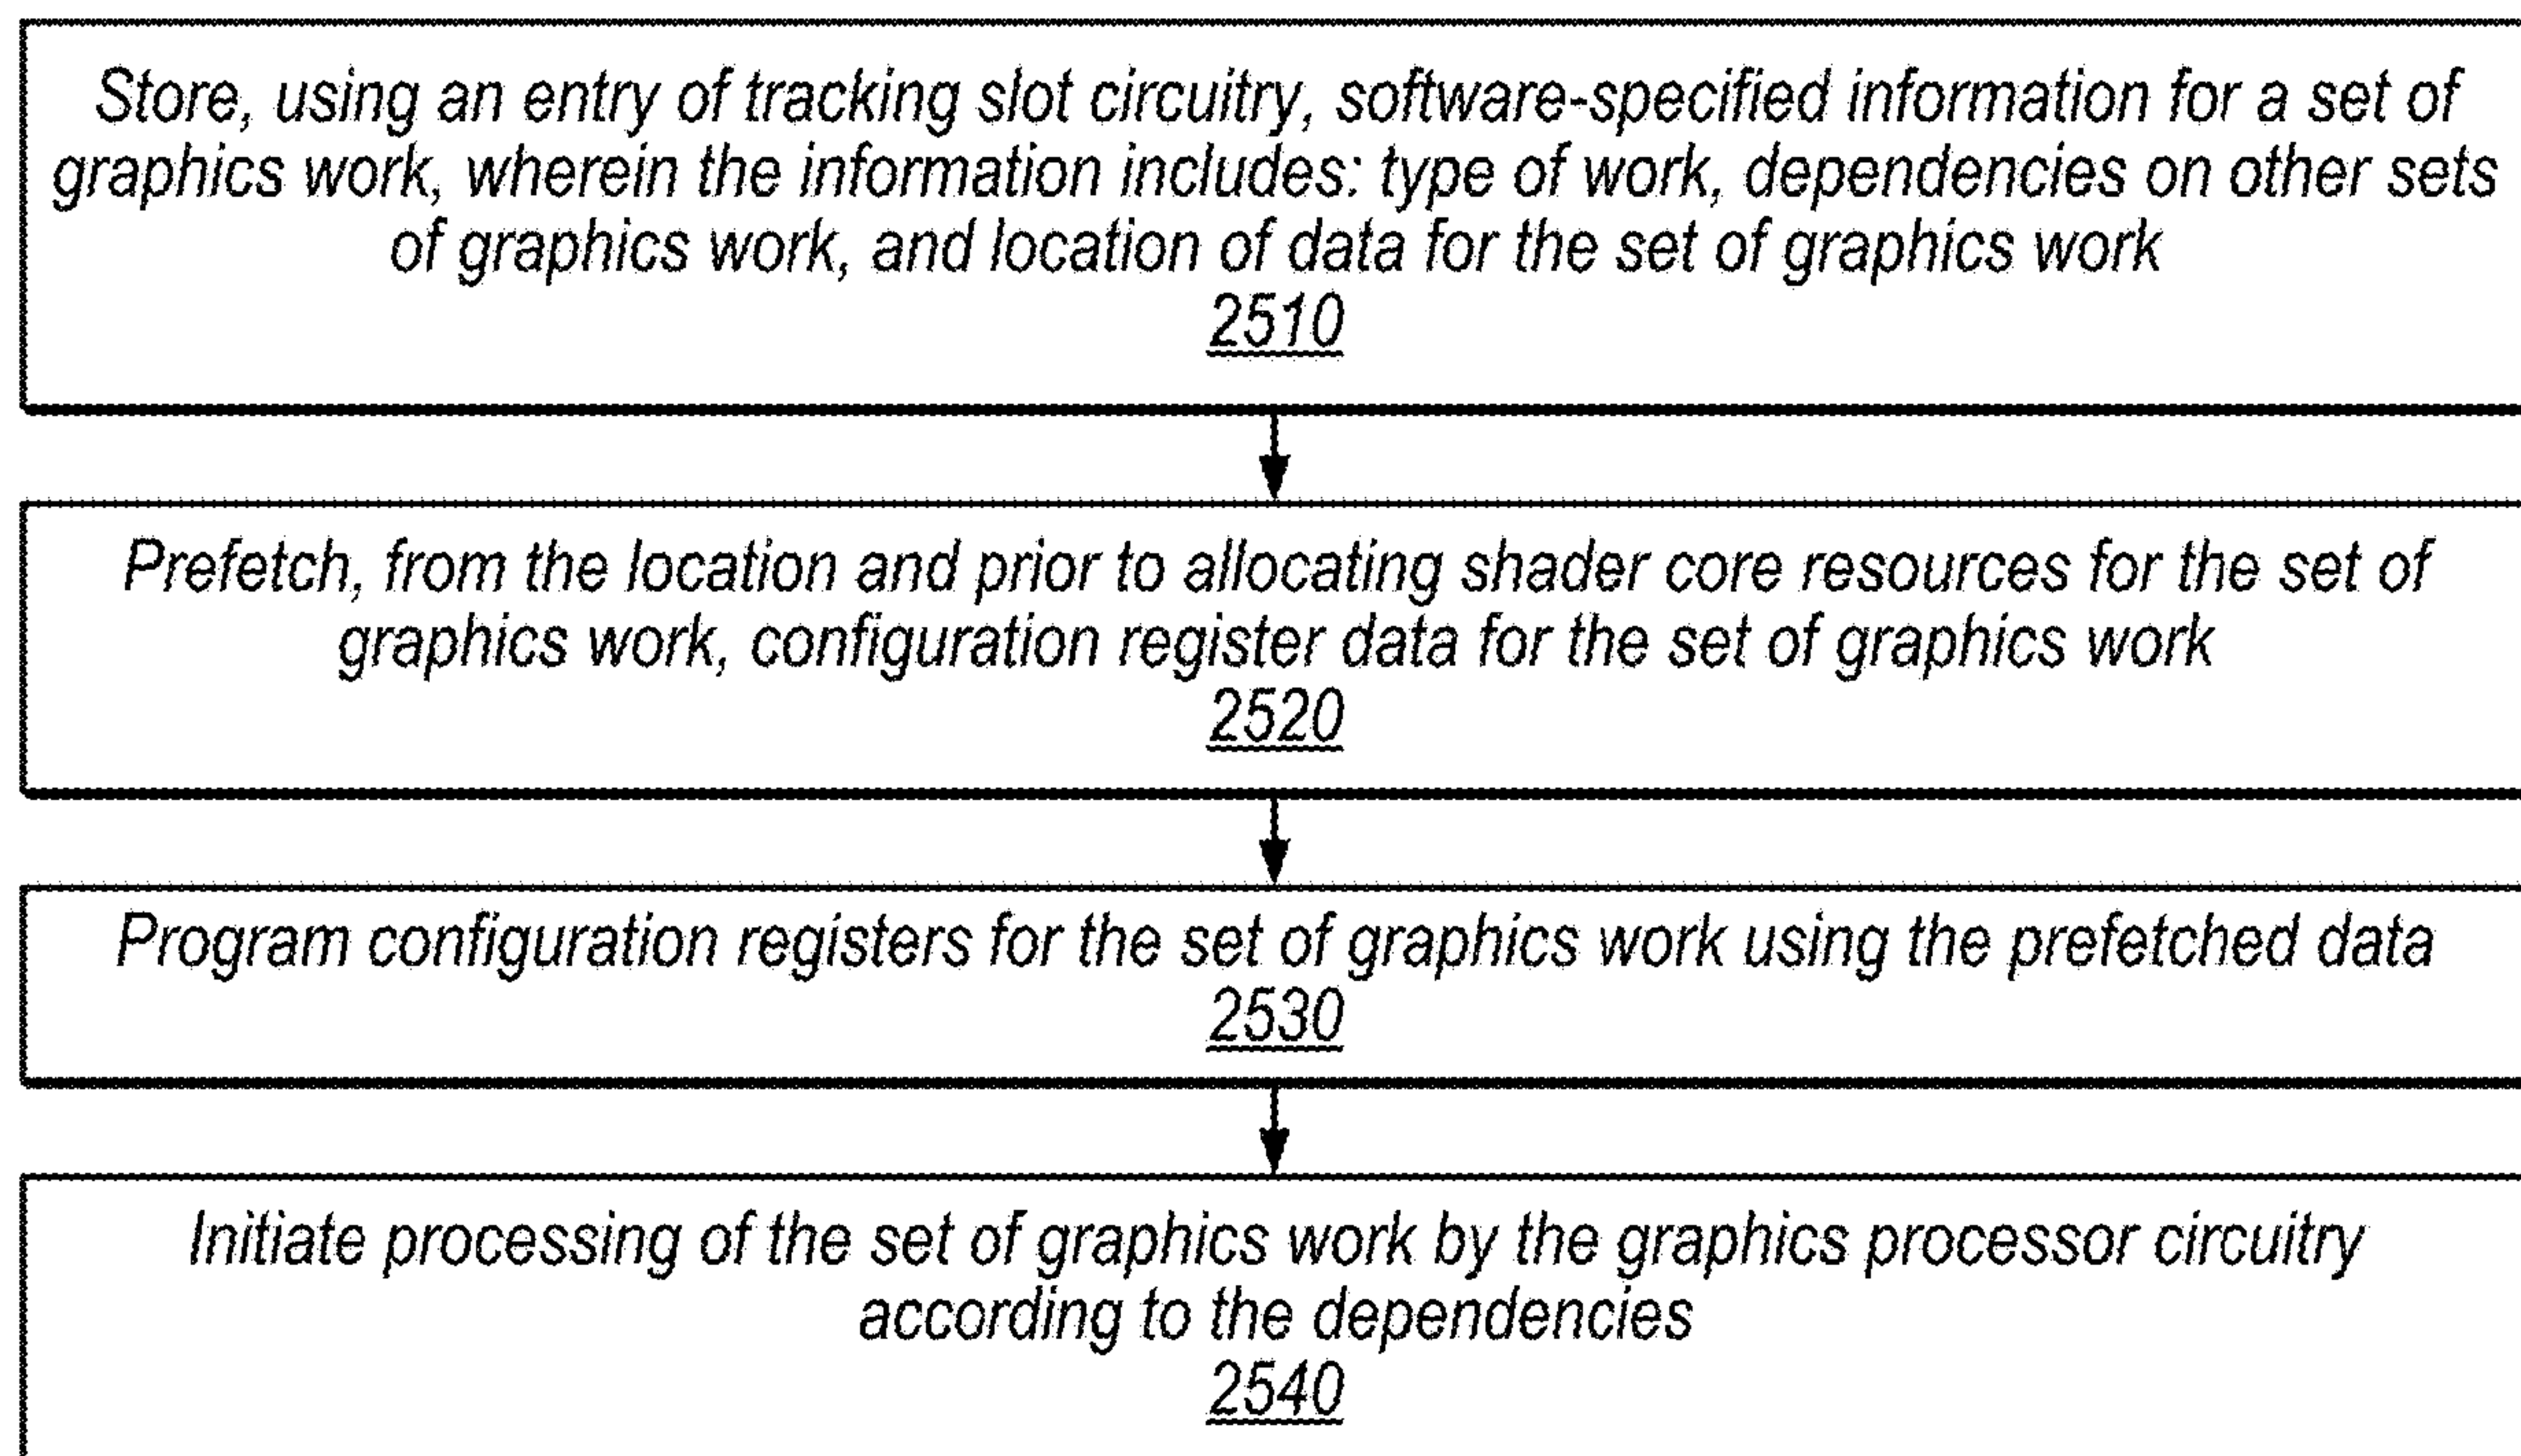 Store, using an entry of tracking slot circuitry, software-specified information for a set of
graphics work, wherein the information includes: type of work, dependencies on other sets
of graphics work, and location of data for the set of graphics work
2510
Prefetch, from the location and prior to allocating shader core resources for the set of
graphics work, configuration register data for the set of graphics work
2520
Program configuration registers for the set of graphics work using the prefetched data
2530
Initiate processing of the set of graphics work by the graphics processor circuitry
according to the dependencies
2540